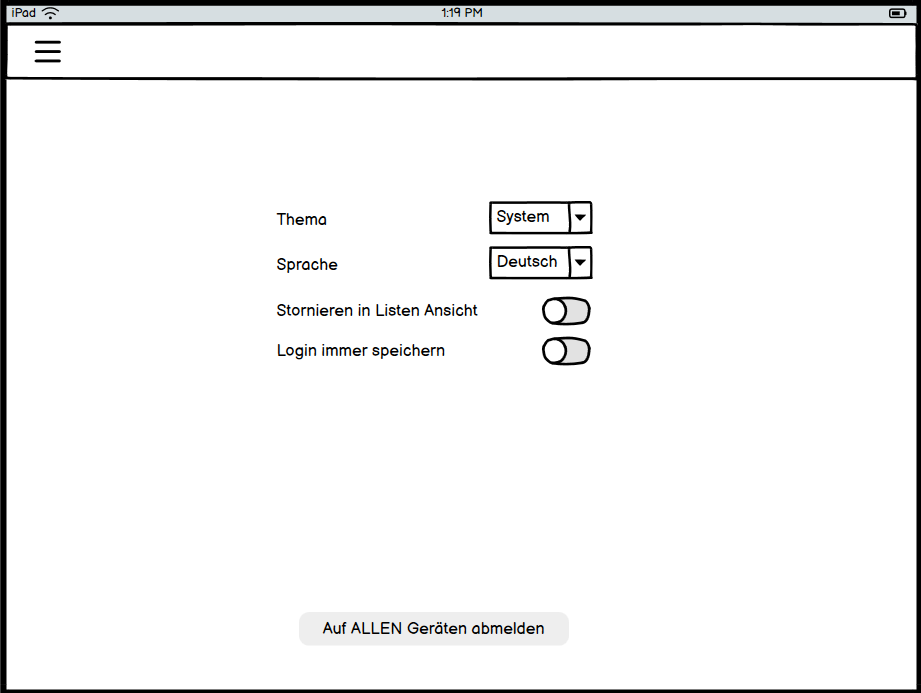 iPad 1:19 PM
Thema System
Sprache Deutsch
Stornieren in Listen Ansicht
Login immer speichern
Auf ALLEN Geräten abmelden